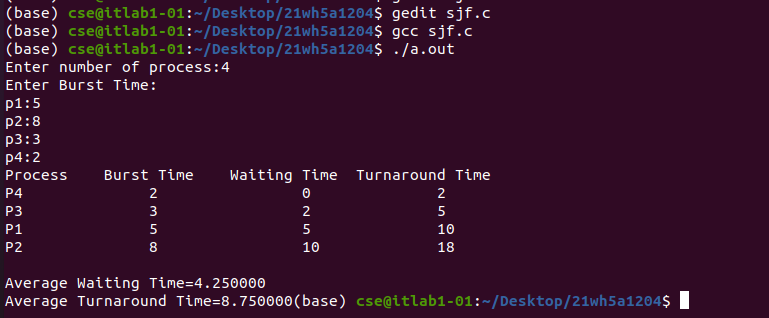 (base) cse@itlab1-01:~/Desktop/21wh5a1204$ gedit sjf.c
(base) cse@itlab1-01:~/Desktop/21wh5a1204$ gcc sjf.c
(base) cse@itlab1-01:~/Desktop/21wh5a1204$ ./a.out
Enter number of process:4
Enter Burst Time:
p1:5
p2:8
p3:3
p4:2
Process    Burst Time    Waiting Time  Turnaround Time
P4         2                0              2
P3         3                2              5
P1         5                5              10
P2         8                10             18

Average Waiting Time=4.250000
Average Turnaround Time=8.750000(base) cse@itlab1-01:~/Desktop/21wh5a1204$